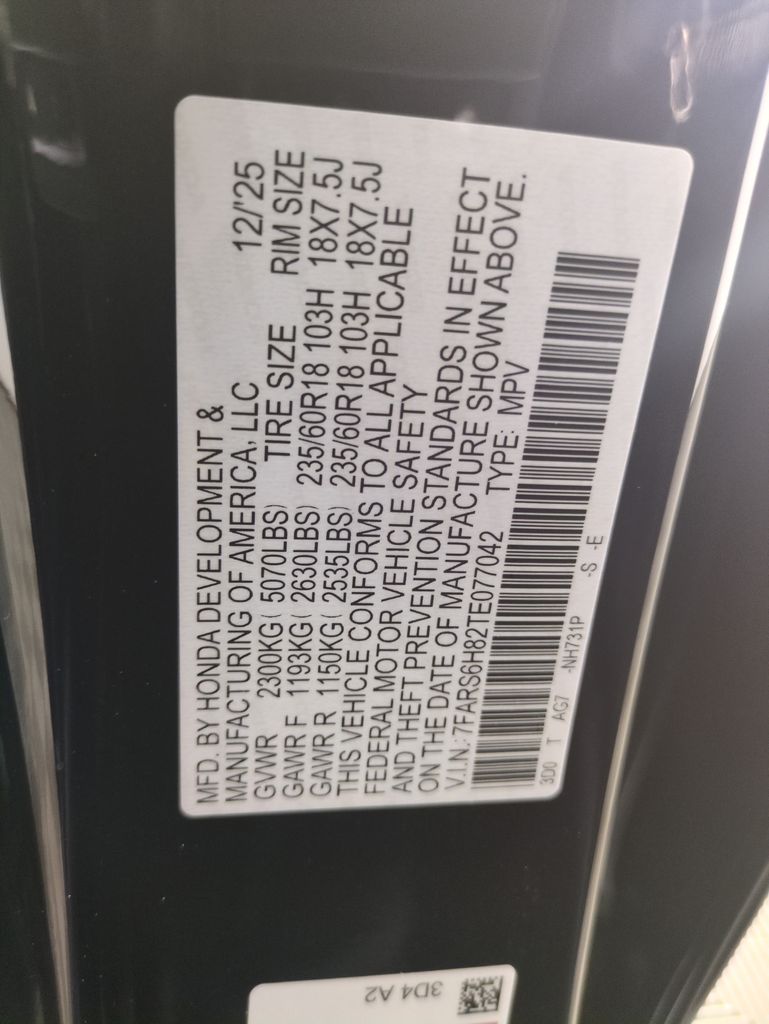 MFD. BY HONDA DEVELOPMENT &
MANUFACTURING OF AMERICA, LLC 12/'25
GVWR 2300KG( 5070LBS) TIRE SIZE RIM SIZE
GAWR F 1193KG( 2630LBS) 235/60R18 103H 18X7.5J
GAWR R 1150KG( 2535LBS) 235/60R18 103H 18X7.5J
THIS VEHICLE CONFORMS TO ALL APPLICABLE
FEDERAL MOTOR VEHICLE SAFETY
AND THEFT PREVENTION STANDARDS IN EFFECT
ON THE DATE OF MANUFACTURE SHOWN ABOVE.
V.I.N.:7FARS6H82TE077042 TYPE: MPV
3D0 T AG7 -NH731P -S -E
3D4 A2